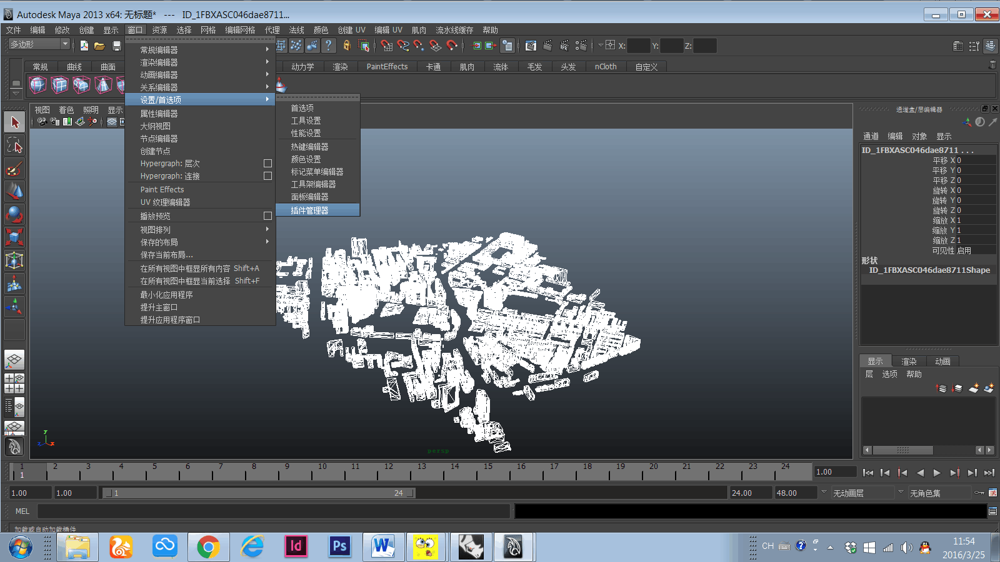 Autodesk Maya 2013 x64: 无标题* --- ID_1FBXASC046dae8711...
文件 编辑 修改 创建 显示 窗口 资源 选择 网格 编辑网格 代理 法线 颜色 创建 UV 编辑 UV 肌肉 流水线缓存 帮助
多边形 X: Y: Z:
常规 曲线 曲面 动力学 渲染 PaintEffects 卡通 肌肉 流体 毛发 头发 nCloth 自定义
常规编辑器
渲染编辑器
动画编辑器
关系编辑器
设置/首选项
属性编辑器
大纲视图
节点编辑器
创建节点
Hypergraph: 层次
Hypergraph: 连接
Paint Effects
UV 纹理编辑器
播放预览
视图排列
保存的布局
保存当前布局...
在所有视图中框显所有内容 Shift+A
在所有视图中框显当前选择 Shift+F
最小化应用程序
提升主窗口
提升应用程序窗口
首选项
工具设置
性能设置
热键编辑器
颜色设置
标记菜单编辑器
工具架编辑器
面板编辑器
插件管理器
视图 着色 照明 显示
persp
y
z x
通道盒/层编辑器
通道 编辑 对象 显示
ID_1FBXASC046dae8711 . . .
平移 X 0
平移 Y 0
平移 Z 0
旋转 X 0
旋转 Y 0
旋转 Z 0
缩放 X 1
缩放 Y 1
缩放 Z 1
可见性 启用
形状
ID_1FBXASC046dae8711Shape
显示 渲染 动画
层 选项 帮助
1 2 3 4 5 6 7 8 9 10 11 12 13 14 15 16 17 18 19 20 21 22 23 24
1
1.00
1.00 1.00 1 24 24.00 48.00 无动画层 无角色集
MEL
加载或自动加载插件
Id Ps W
CH
11:54
2016/3/25